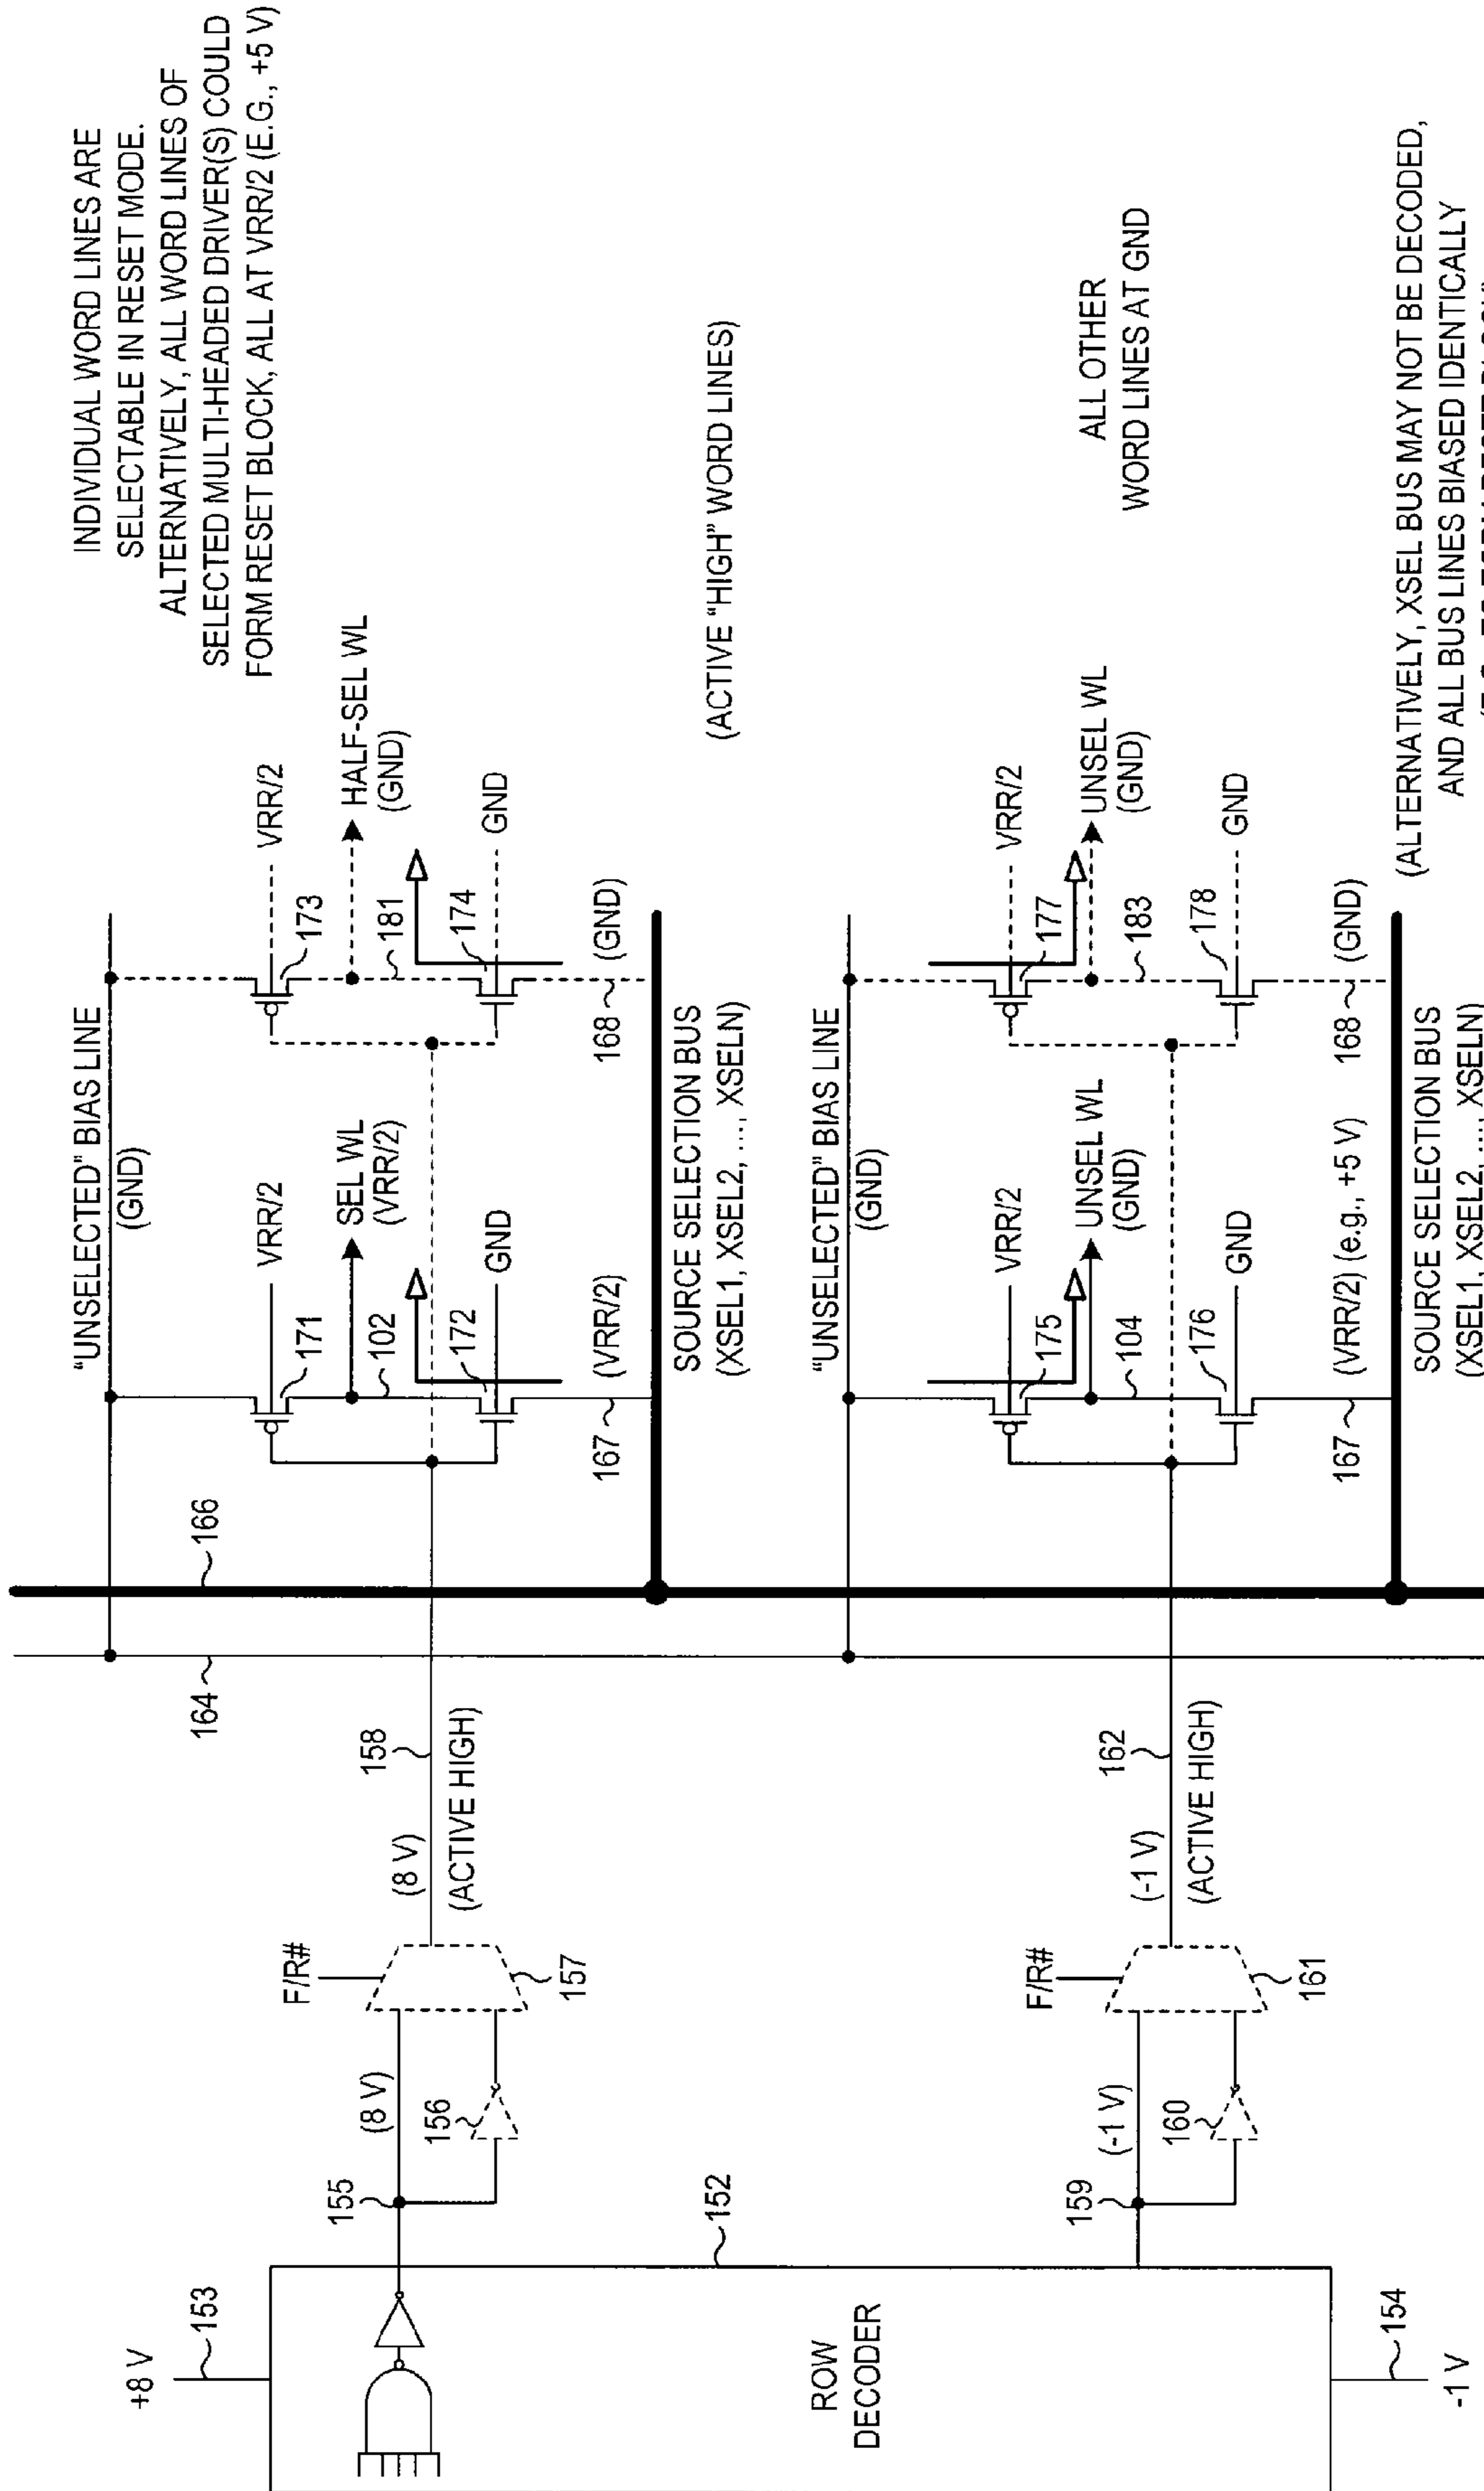 INDIVIDUAL WORD LINES ARE
SELECTABLE IN RESET MODE.
ALTERNATIVELY, ALL WORD LINES OF
SELECTED MULTI-HEADED DRIVER(S) COULD
FORM RESET BLOCK, ALL AT VRR/2 (E.G., +5 V)
+8 V
153
ROW
DECODER
152
-1 V
154
155
(8 V)
156
F/R#
157
(8 V)
158
(ACTIVE HIGH)
164
166
"UNSELECTED" BIAS LINE
(GND)
VRR/2
171
SEL WL
(VRR/2)
102
172
GND
167
(VRR/2)
VRR/2
173
HALF-SEL WL
(GND)
181
174
GND
168
(GND)
SOURCE SELECTION BUS
(XSEL1, XSEL2, ..., XSELN)
(ACTIVE "HIGH" WORD LINES)
159
(-1 V)
160
F/R#
161
(-1 V)
162
(ACTIVE HIGH)
"UNSELECTED" BIAS LINE
(GND)
VRR/2
175
UNSEL WL
(GND)
104
176
GND
167
(VRR/2) (e.g., +5 V)
VRR/2
177
UNSEL WL
(GND)
183
178
GND
168
(GND)
SOURCE SELECTION BUS
(XSEL1, XSEL2, ..., XSELN)
ALL OTHER
WORD LINES AT GND
(ALTERNATIVELY, XSEL BUS MAY NOT BE DECODED,
AND ALL BUS LINES BIASED IDENTICALLY